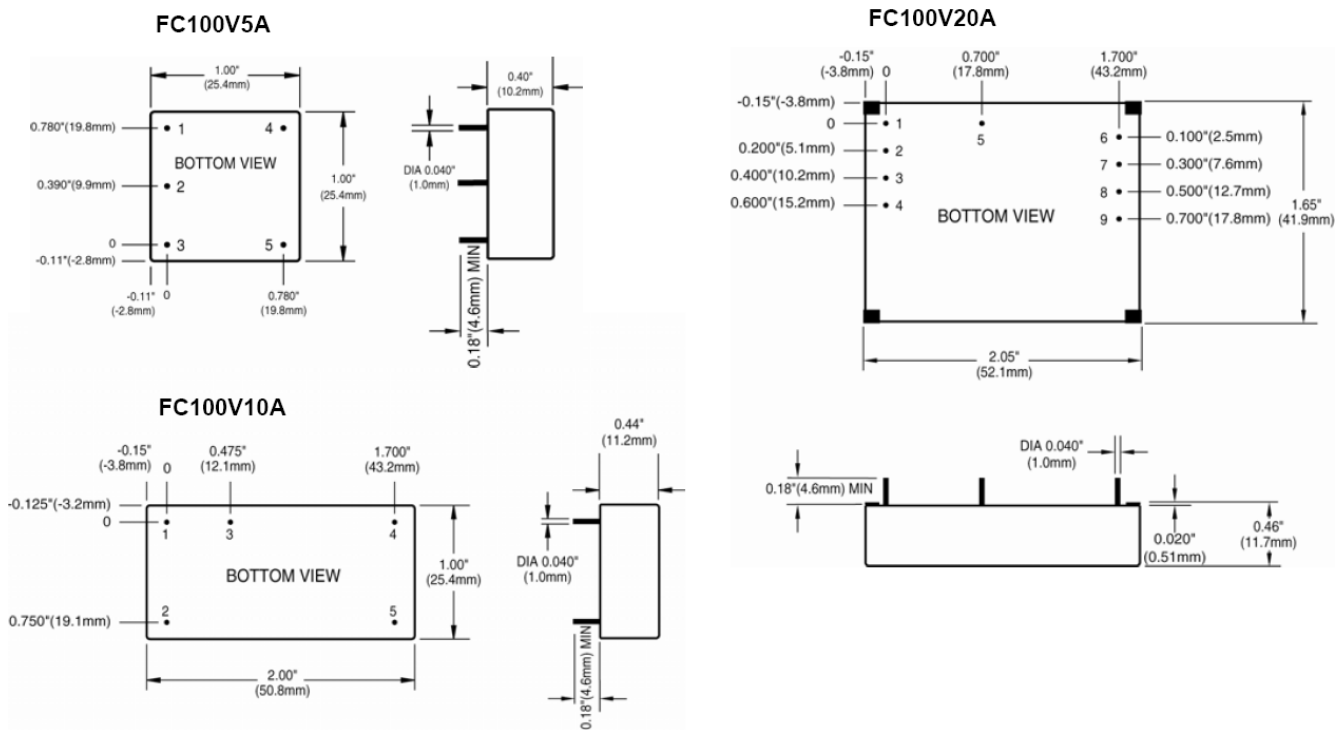 FC100V5A
1.00"
(25.4mm)
0.780"(19.8mm)
1
4
BOTTOM VIEW
0.390"(9.9mm)
2
1.00"
(25.4mm)
0
3
5
-0.11"(-2.8mm)
-0.11"
(-2.8mm)
0
0.780"
(19.8mm)
0.40"
(10.2mm)
DIA 0.040"
(1.0mm)
0.18"(4.6mm) MIN
FC100V20A
-0.15"
(-3.8mm)
0
0.700"
(17.8mm)
1.700"
(43.2mm)
-0.15"(-3.8mm)
0
1
5
0.200"(5.1mm)
2
0.400"(10.2mm)
3
0.600"(15.2mm)
4
6
0.100"(2.5mm)
7
0.300"(7.6mm)
8
0.500"(12.7mm)
9
0.700"(17.8mm)
BOTTOM VIEW
1.65"
(41.9mm)
2.05"
(52.1mm)
DIA 0.040"
(1.0mm)
0.18"(4.6mm) MIN
0.020"
(0.51mm)
0.46"
(11.7mm)
FC100V10A
-0.15"
(-3.8mm)
0
0.475"
(12.1mm)
1.700"
(43.2mm)
-0.125"(-3.2mm)
0
1
3
4
BOTTOM VIEW
1.00"
(25.4mm)
2
5
0.750"(19.1mm)
2.00"
(50.8mm)
0.44"
(11.2mm)
DIA 0.040"
(1.0mm)
0.18"(4.6mm) MIN